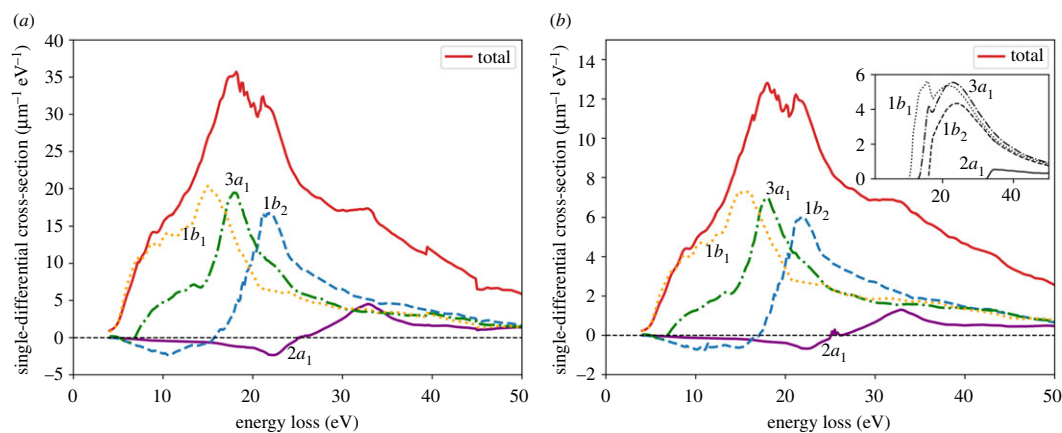 (a)
single-differential cross-section (μm⁻¹ eV⁻¹)
40
35
30
25
20
15
10
5
0
–5
total
3a₁
1b₂
1b₁
2a₁
0 10 20 30 40 50
energy loss (eV)
(b)
single-differential cross-section (μm⁻¹ eV⁻¹)
14
12
10
8
6
4
2
0
–2
total
6
4
2
0
1b₁
3a₁
1b₂
2a₁
20 40
3a₁
1b₂
1b₁
2a₁
0 10 20 30 40 50
energy loss (eV)